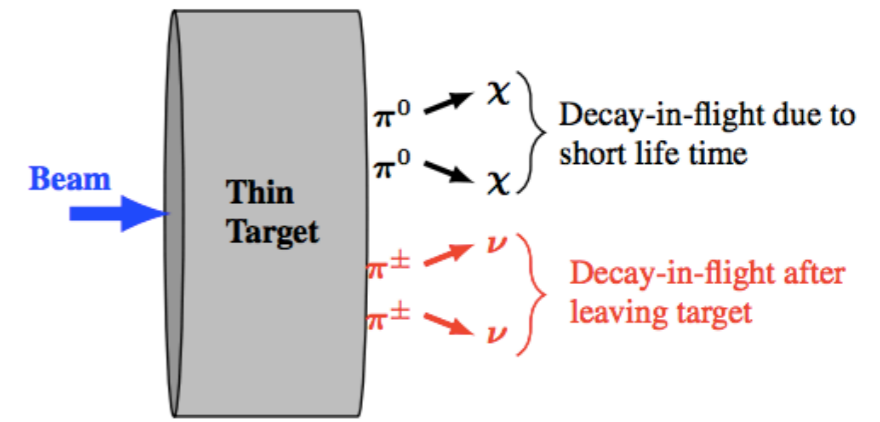 π⁰ χ
π⁰ χ
Decay-in-flight due to
short life time
Beam
Thin
Target
π± ν
π± ν
Decay-in-flight after
leaving target